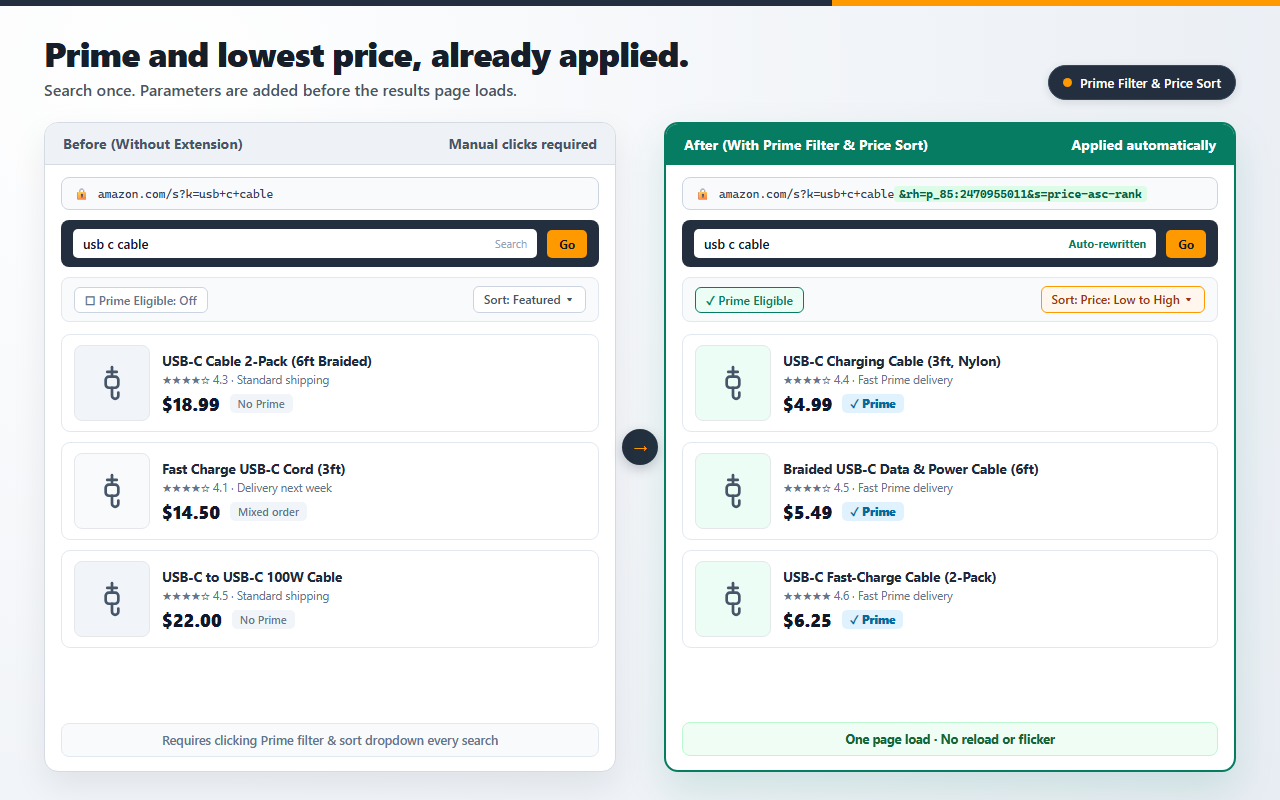 Prime and lowest price, already applied.
Search once. Parameters are added before the results page loads.
Prime Filter & Price Sort
Before (Without Extension)
Manual clicks required
amazon.com/s?k=usb+c+cable
usb c cable
Search
Go
Prime Eligible: Off
Sort: Featured
USB-C Cable 2-Pack (6ft Braided)
★★★★☆ 4.3 · Standard shipping
$18.99
No Prime
Fast Charge USB-C Cord (3ft)
★★★★☆ 4.1 · Delivery next week
$14.50
Mixed order
USB-C to USB-C 100W Cable
★★★★☆ 4.5 · Standard shipping
$22.00
No Prime
Requires clicking Prime filter & sort dropdown every search
→
After (With Prime Filter & Price Sort)
Applied automatically
amazon.com/s?k=usb+c+cable&rh=p_85:2470955011&s=price-asc-rank
usb c cable
Auto-rewritten
Go
✓ Prime Eligible
Sort: Price: Low to High
USB-C Charging Cable (3ft, Nylon)
★★★★☆ 4.4 · Fast Prime delivery
$4.99
✓ Prime
Braided USB-C Data & Power Cable (6ft)
★★★★☆ 4.5 · Fast Prime delivery
$5.49
✓ Prime
USB-C Fast-Charge Cable (2-Pack)
★★★★★ 4.6 · Fast Prime delivery
$6.25
✓ Prime
One page load · No reload or flicker